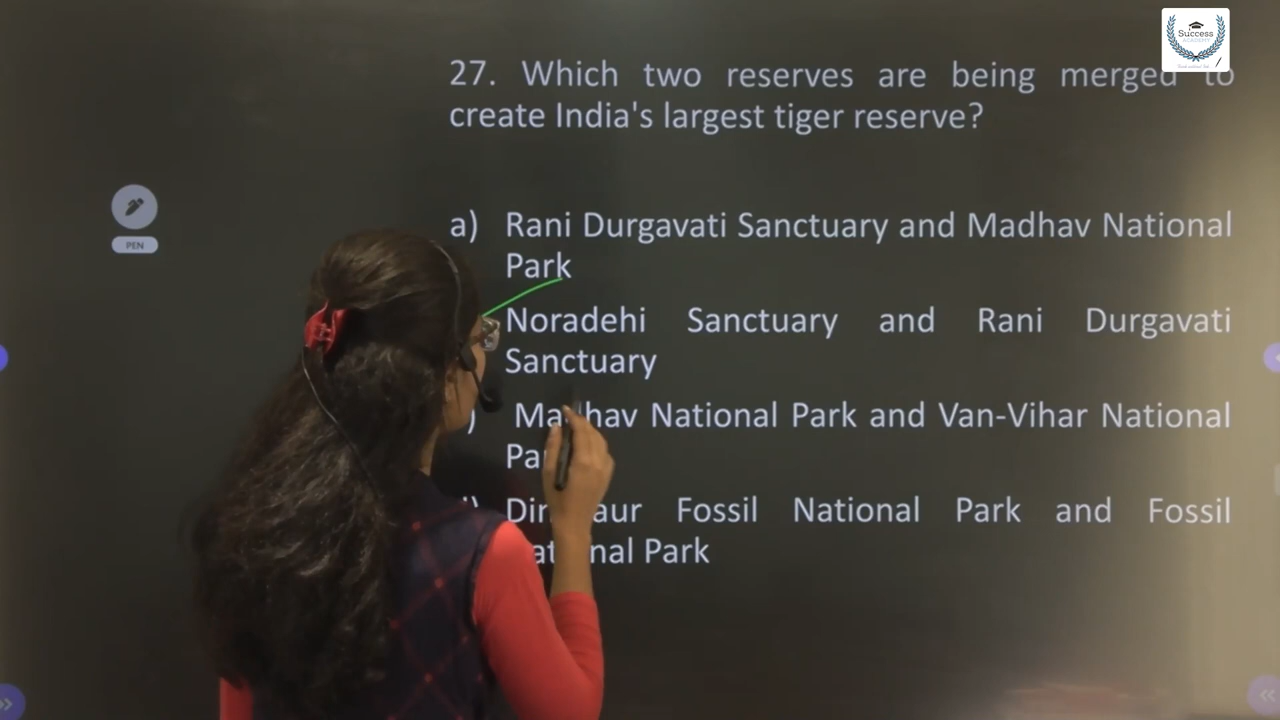 Success
ACADEMY
27. Which two reserves are being merged to
create India's largest tiger reserve?
PEN
a) Rani Durgavati Sanctuary and Madhav National
Park
Noradehi Sanctuary and Rani Durgavati
Sanctuary
) Madhav National Park and Van-Vihar National
Fossil National Park and Fossil
Park